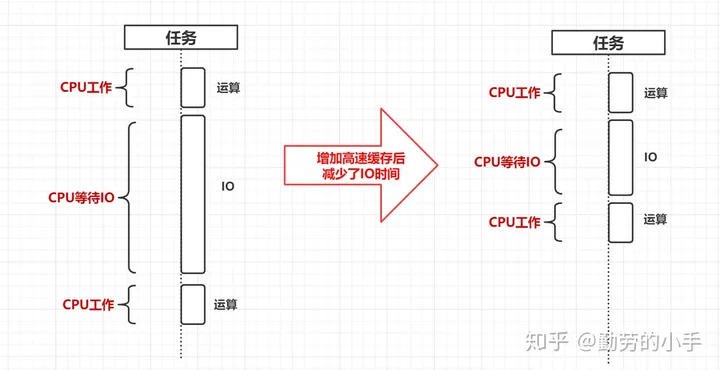 任务
CPU工作
运算
CPU等待IO
IO
CPU工作
运算
增加高速缓存后
减少了IO时间
任务
CPU工作
运算
CPU等待IO
IO
CPU工作
运算
知乎 @勤劳的小手